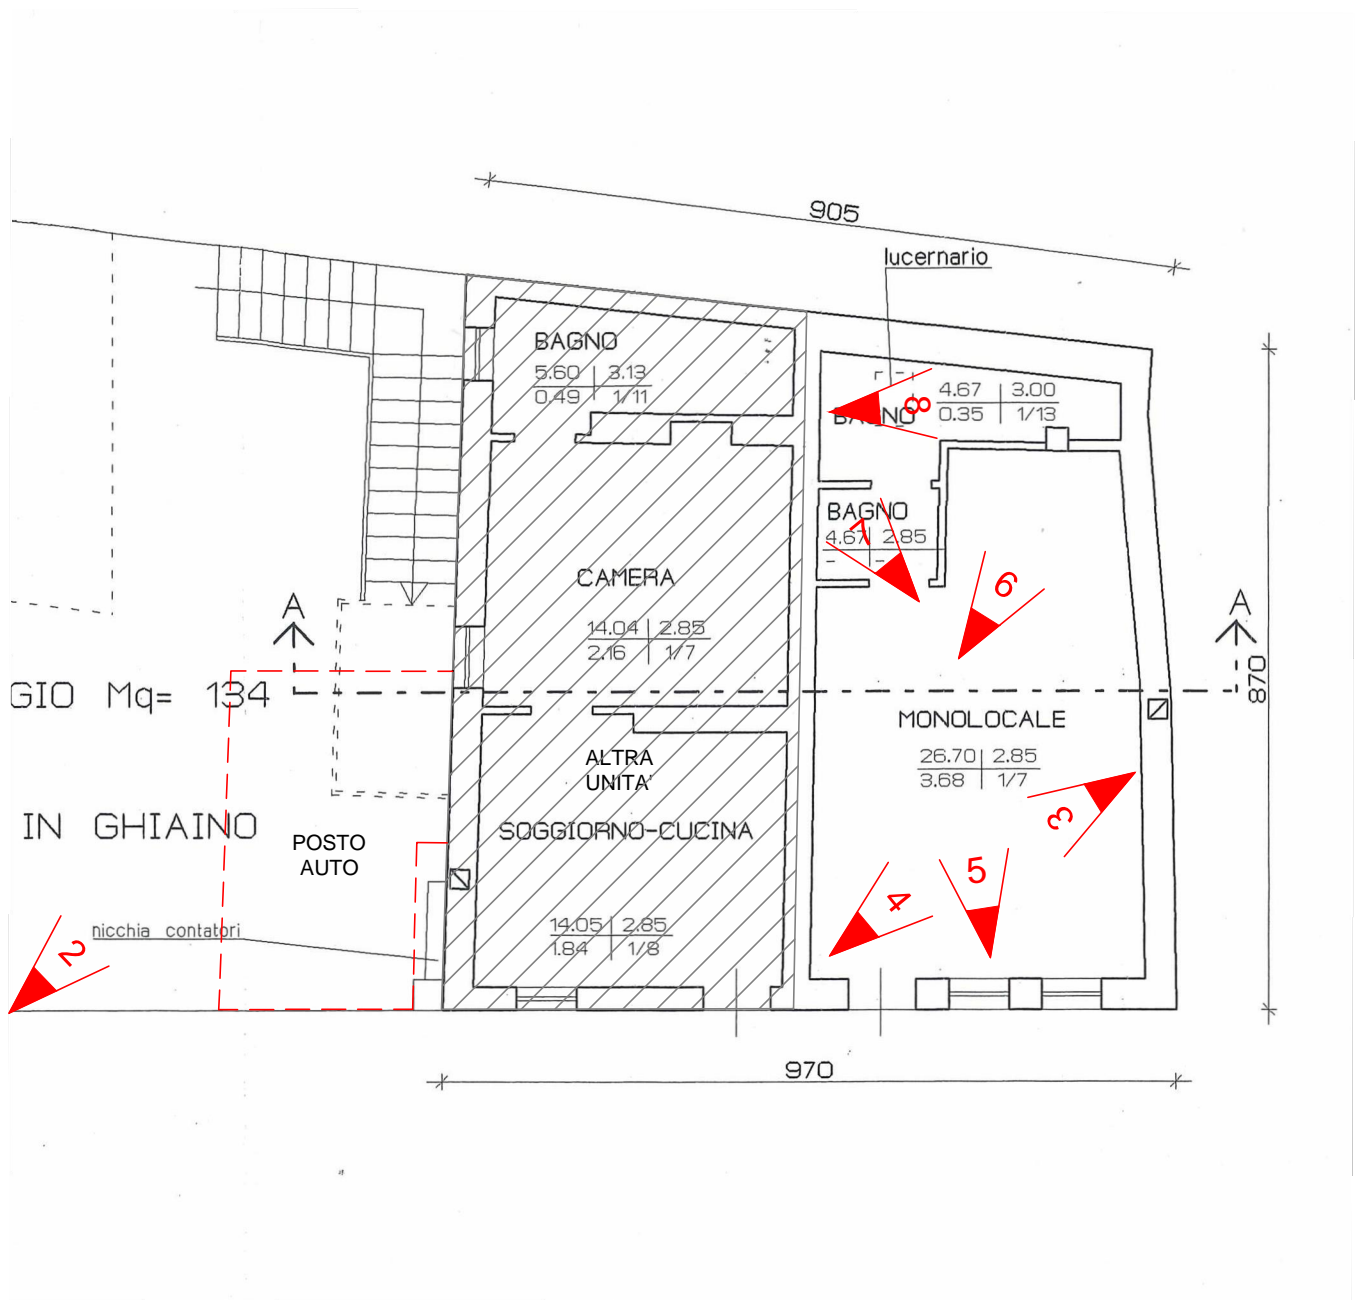 905
lucernario
BAGNO
5.60 3.13
0.49 1/11
4.67 3.00
0.35 1/13
BAGNO
8
BAGNO
4.67 2.85
- -
7
CAMERA
6
A
A
14.04 2.85
2.16 1/7
870
GIO Mq= 134
MONOLOCALE
26.70 2.85
3.68 1/7
ALTRA
UNITA'
3
IN GHIAINO
SOGGIORNO-CUCINA
POSTO
AUTO
5
4
nicchia contatori
14.05 2.85
1.84 1/8
2
970